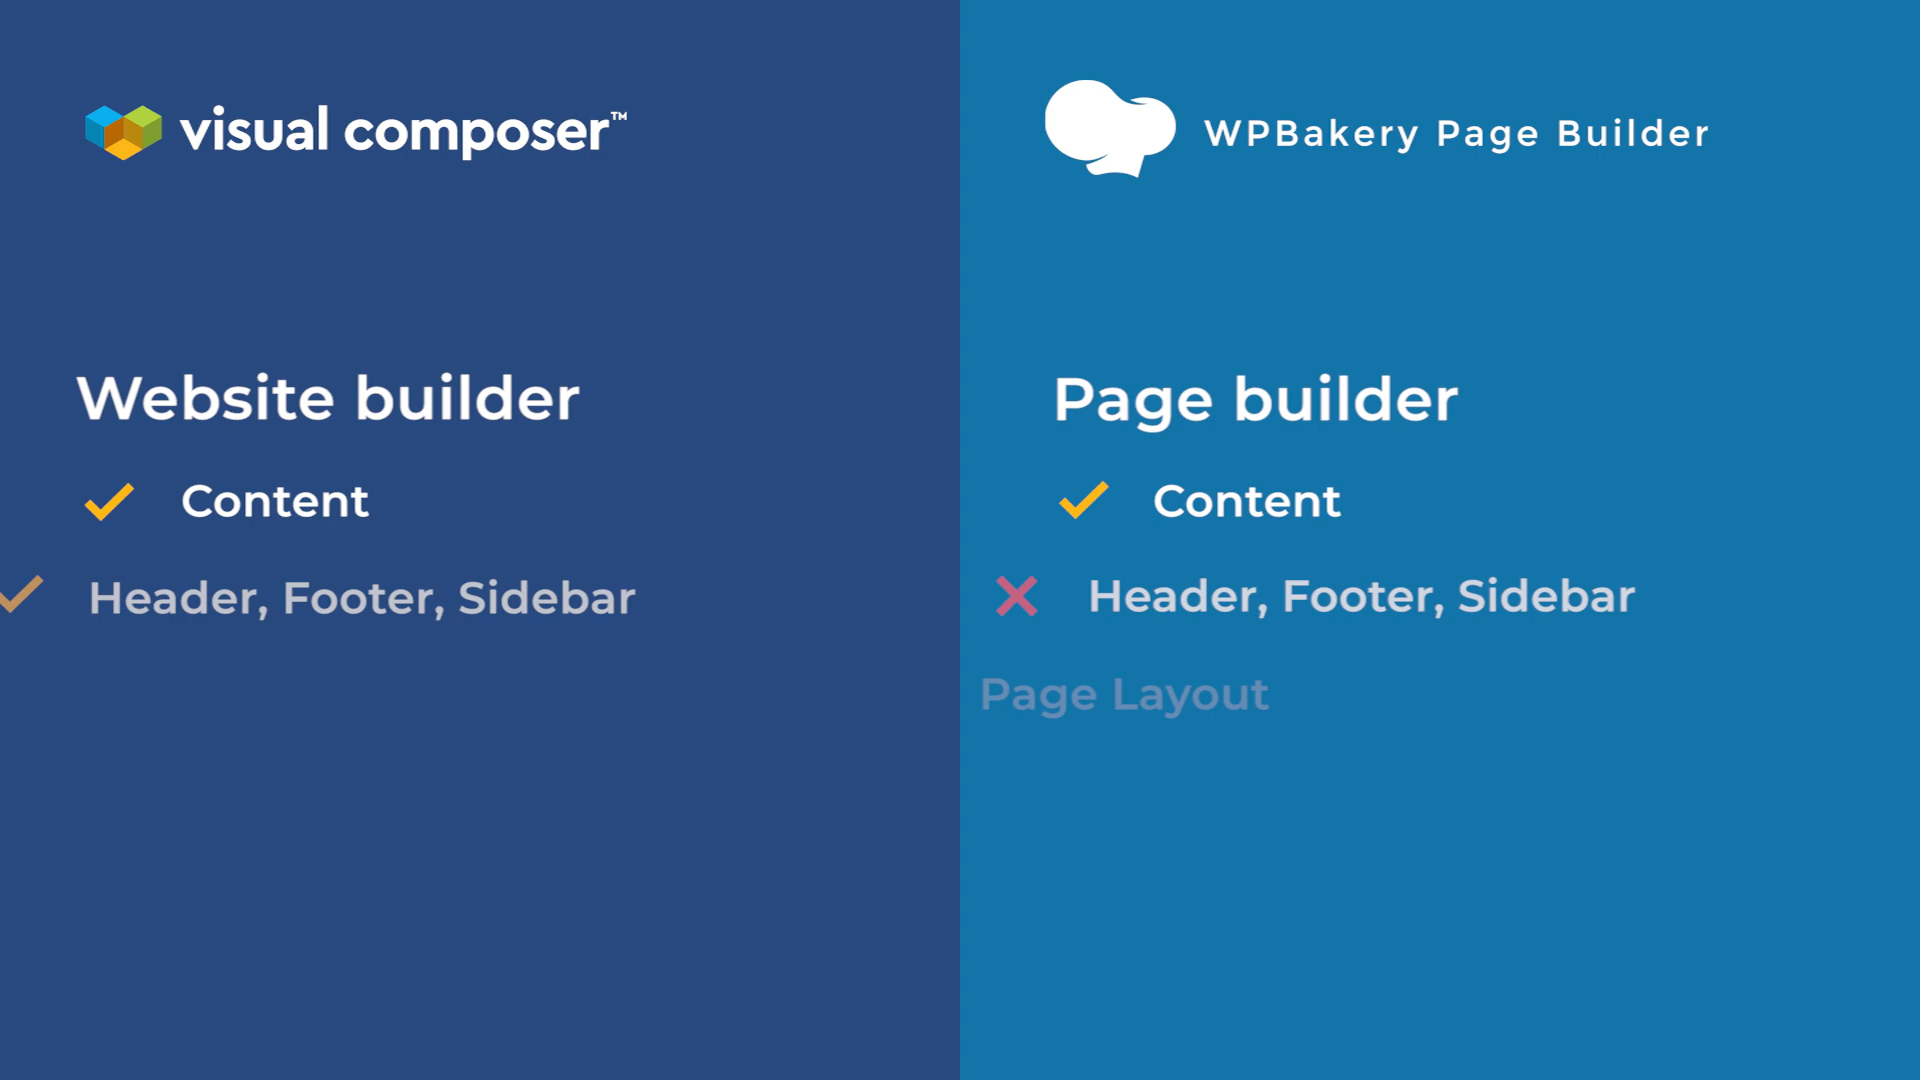 visual composer™
Website builder
Content
Header, Footer, Sidebar
WPBakery Page Builder
Page builder
Content
Header, Footer, Sidebar
Page Layout